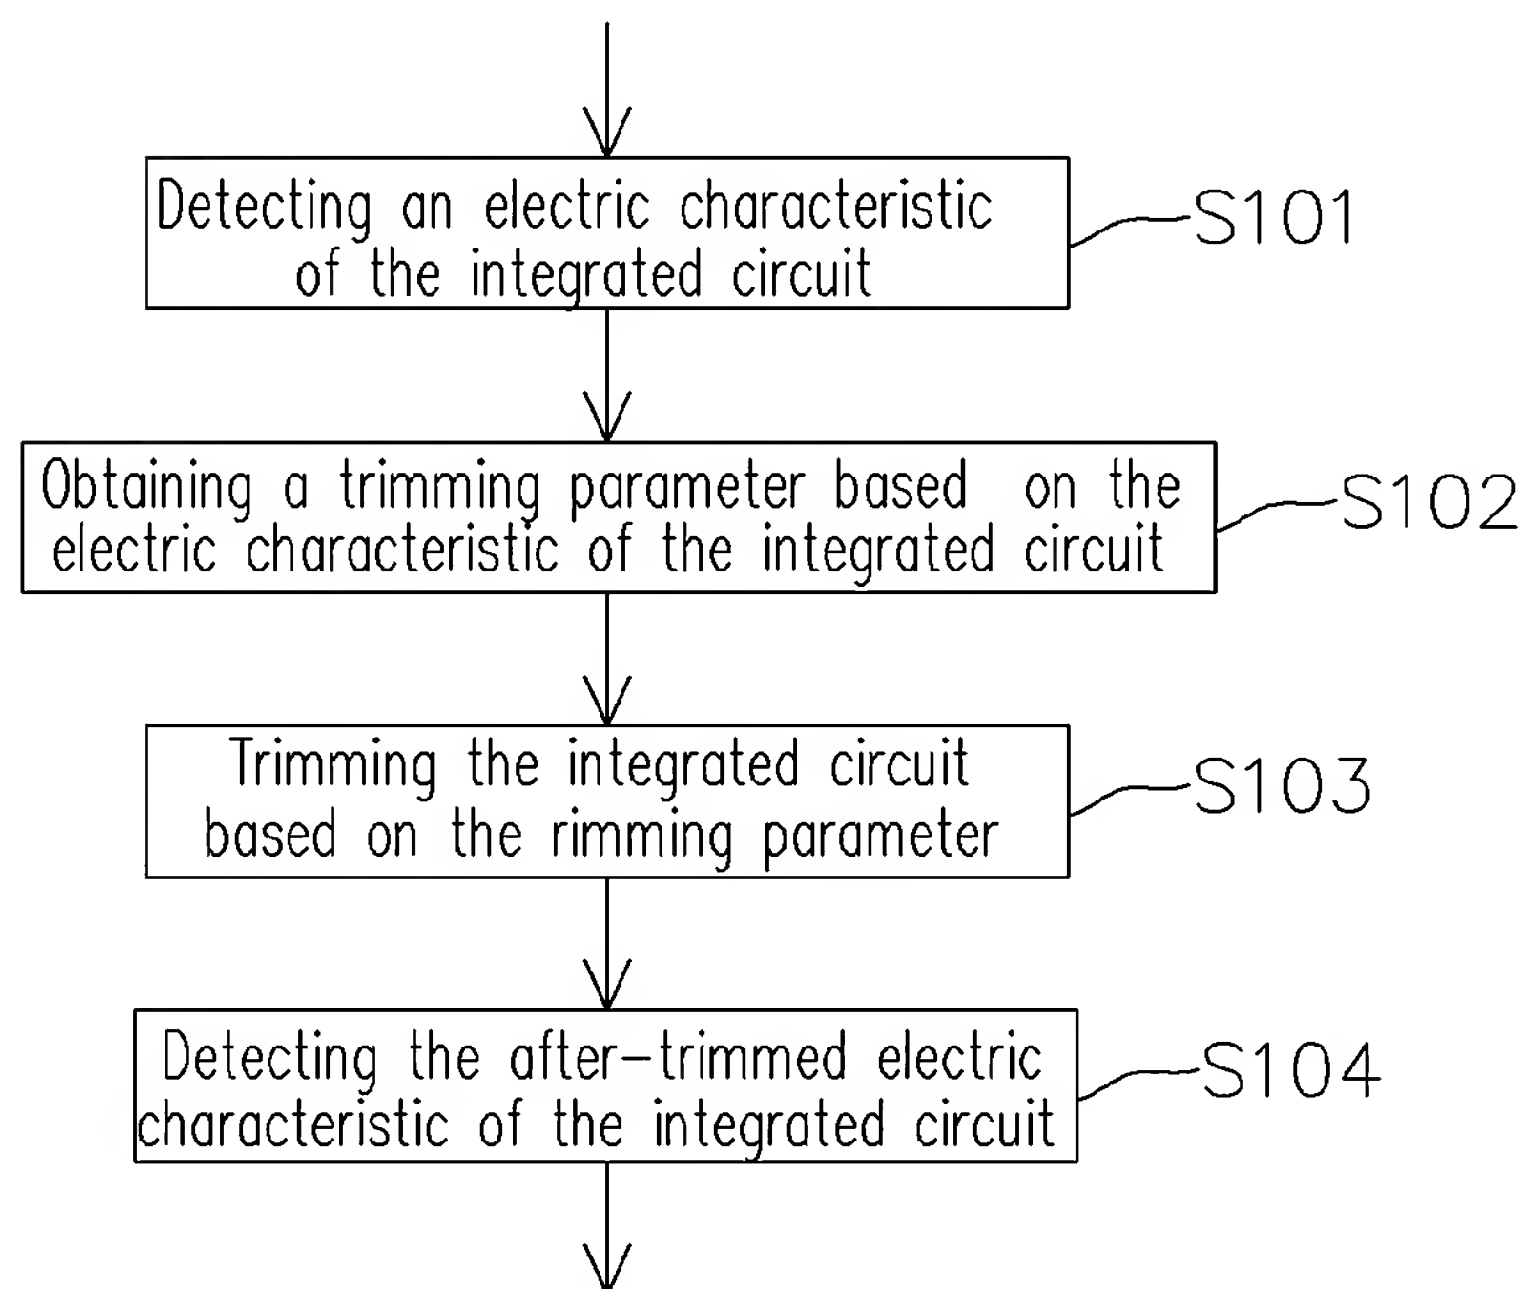 Detecting an electric characteristic
of the integrated circuit
S101
Obtaining a trimming parameter based on the
electric characteristic of the integrated circuit
S102
Trimming the integrated circuit
based on the rimming parameter
S103
Detecting the after-trimmed electric
characteristic of the integrated circuit
S104